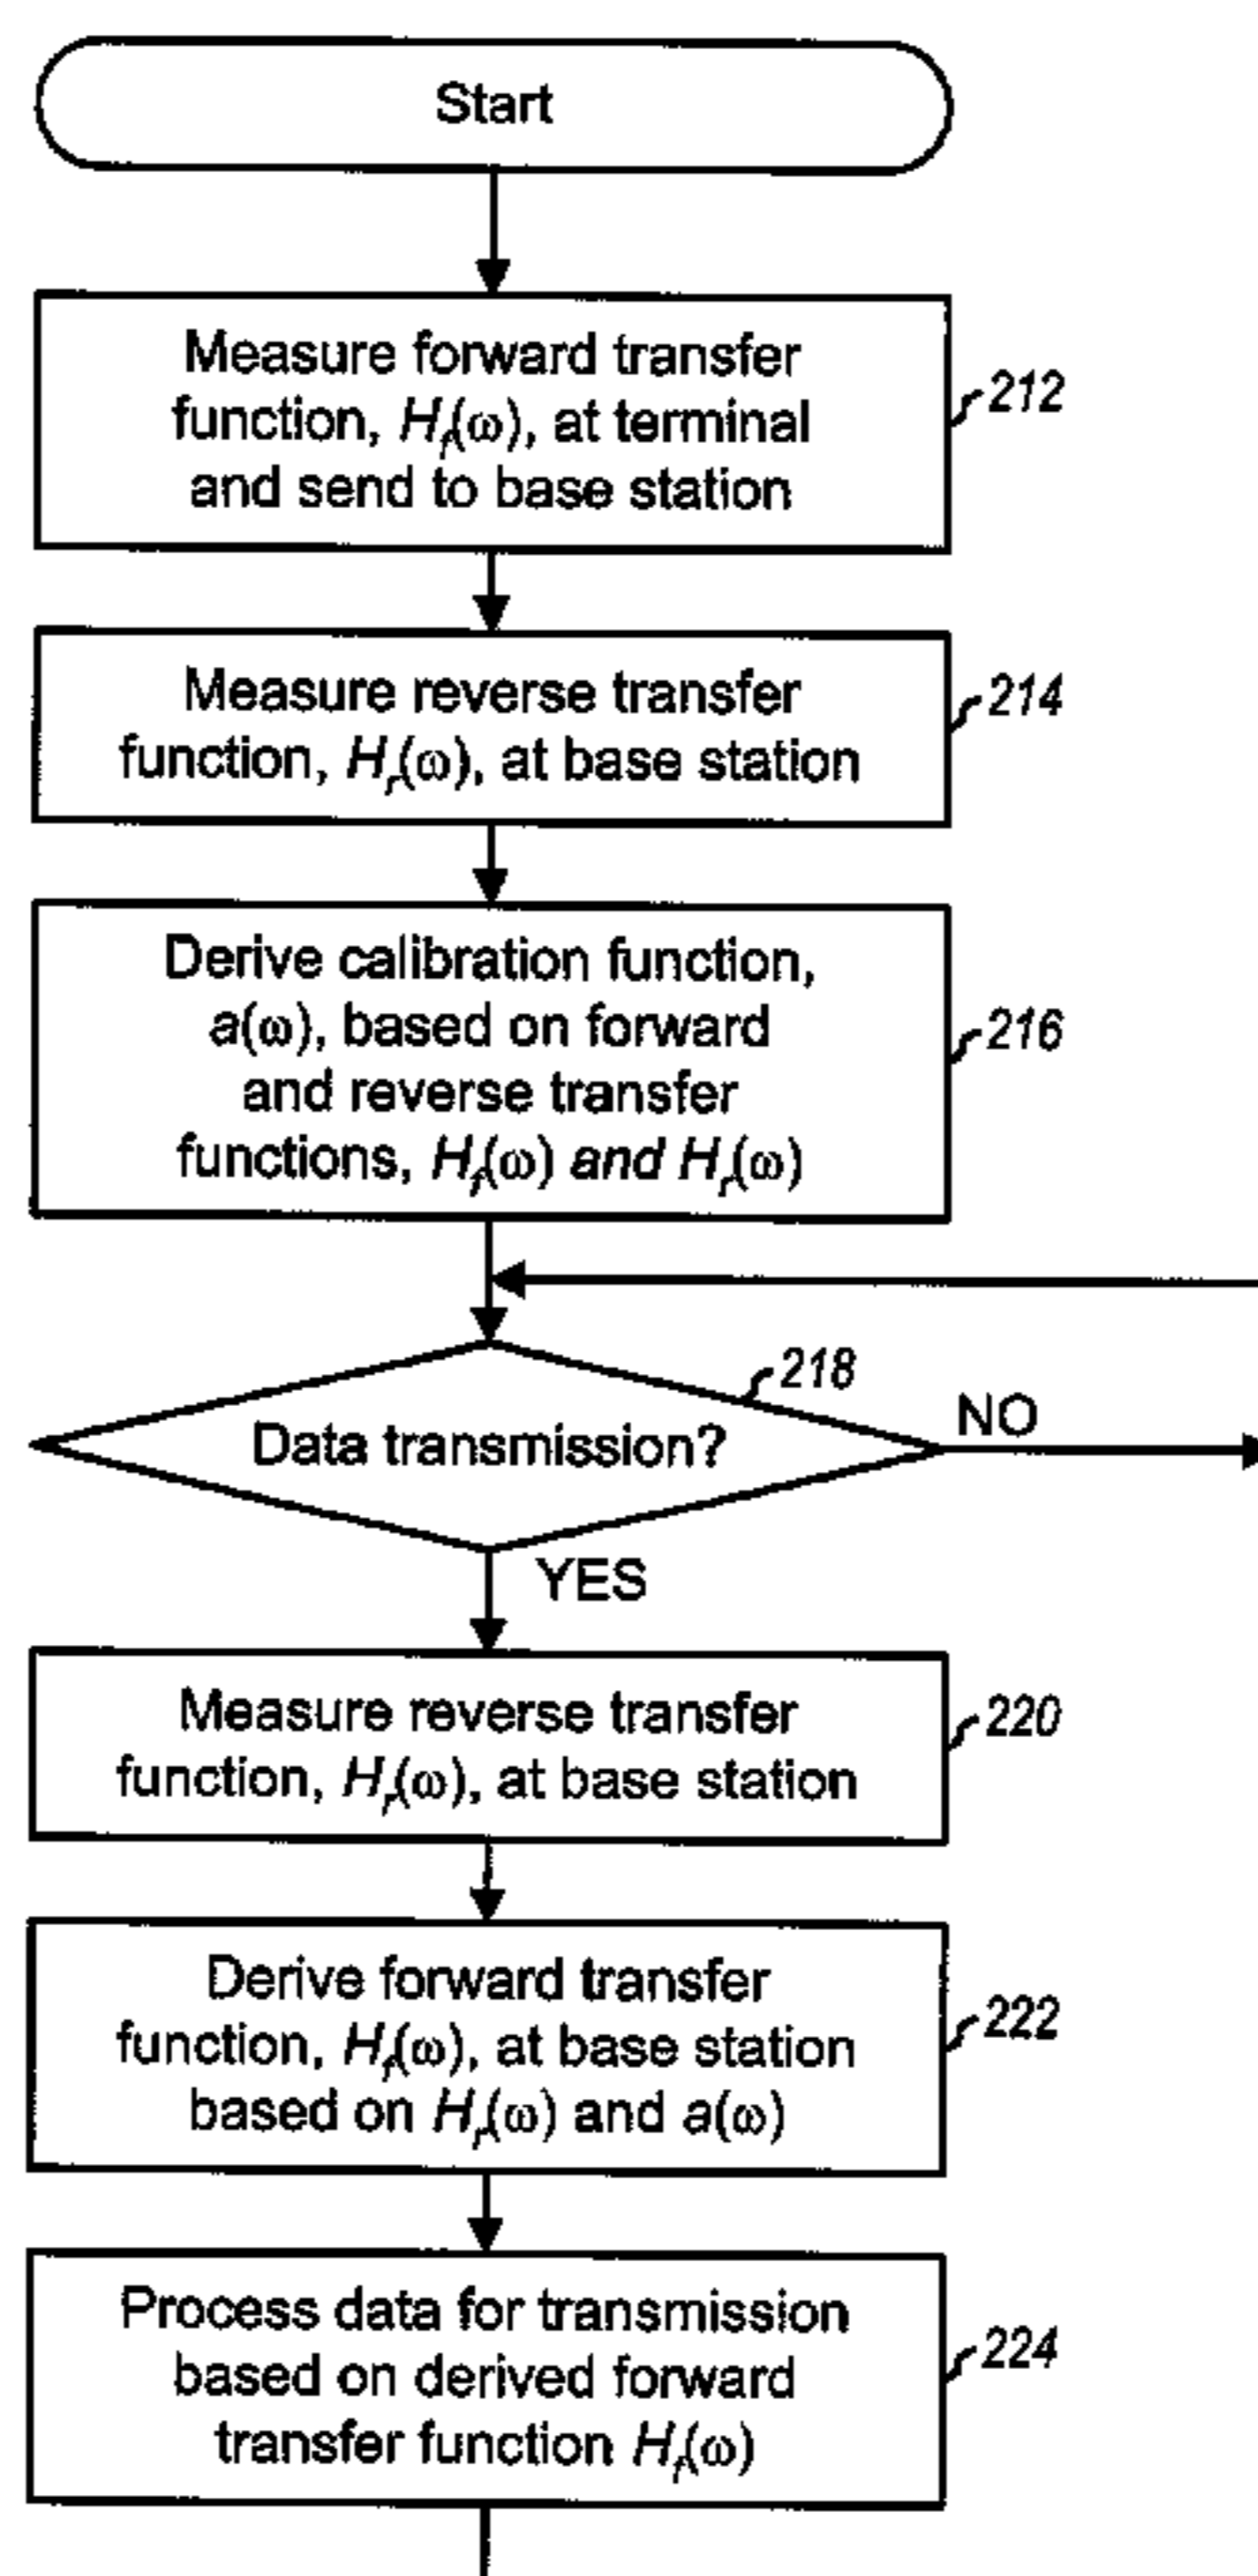 Start
Measure forward transfer
function, Hf(ω), at terminal
and send to base station
212
Measure reverse transfer
function, Hr(ω), at base station
214
Derive calibration function,
a(ω), based on forward
and reverse transfer
functions, Hf(ω) and Hr(ω)
216
218
Data transmission?
NO
YES
Measure reverse transfer
function, Hr(ω), at base station
220
Derive forward transfer
function, Hf(ω), at base station
based on Hr(ω) and a(ω)
222
Process data for transmission
based on derived forward
transfer function Hf(ω)
224